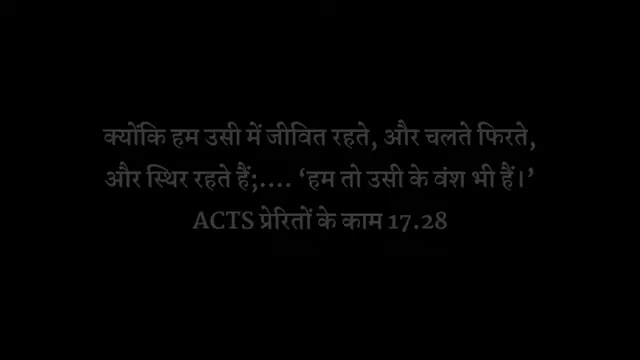 क्योंकि हम उसी में जीवित रहते, और चलते फिरते,
और स्थिर रहते हैं;.... ‘हम तो उसी के वंश भी हैं।’
ACTS प्रेरितों के काम 17.28